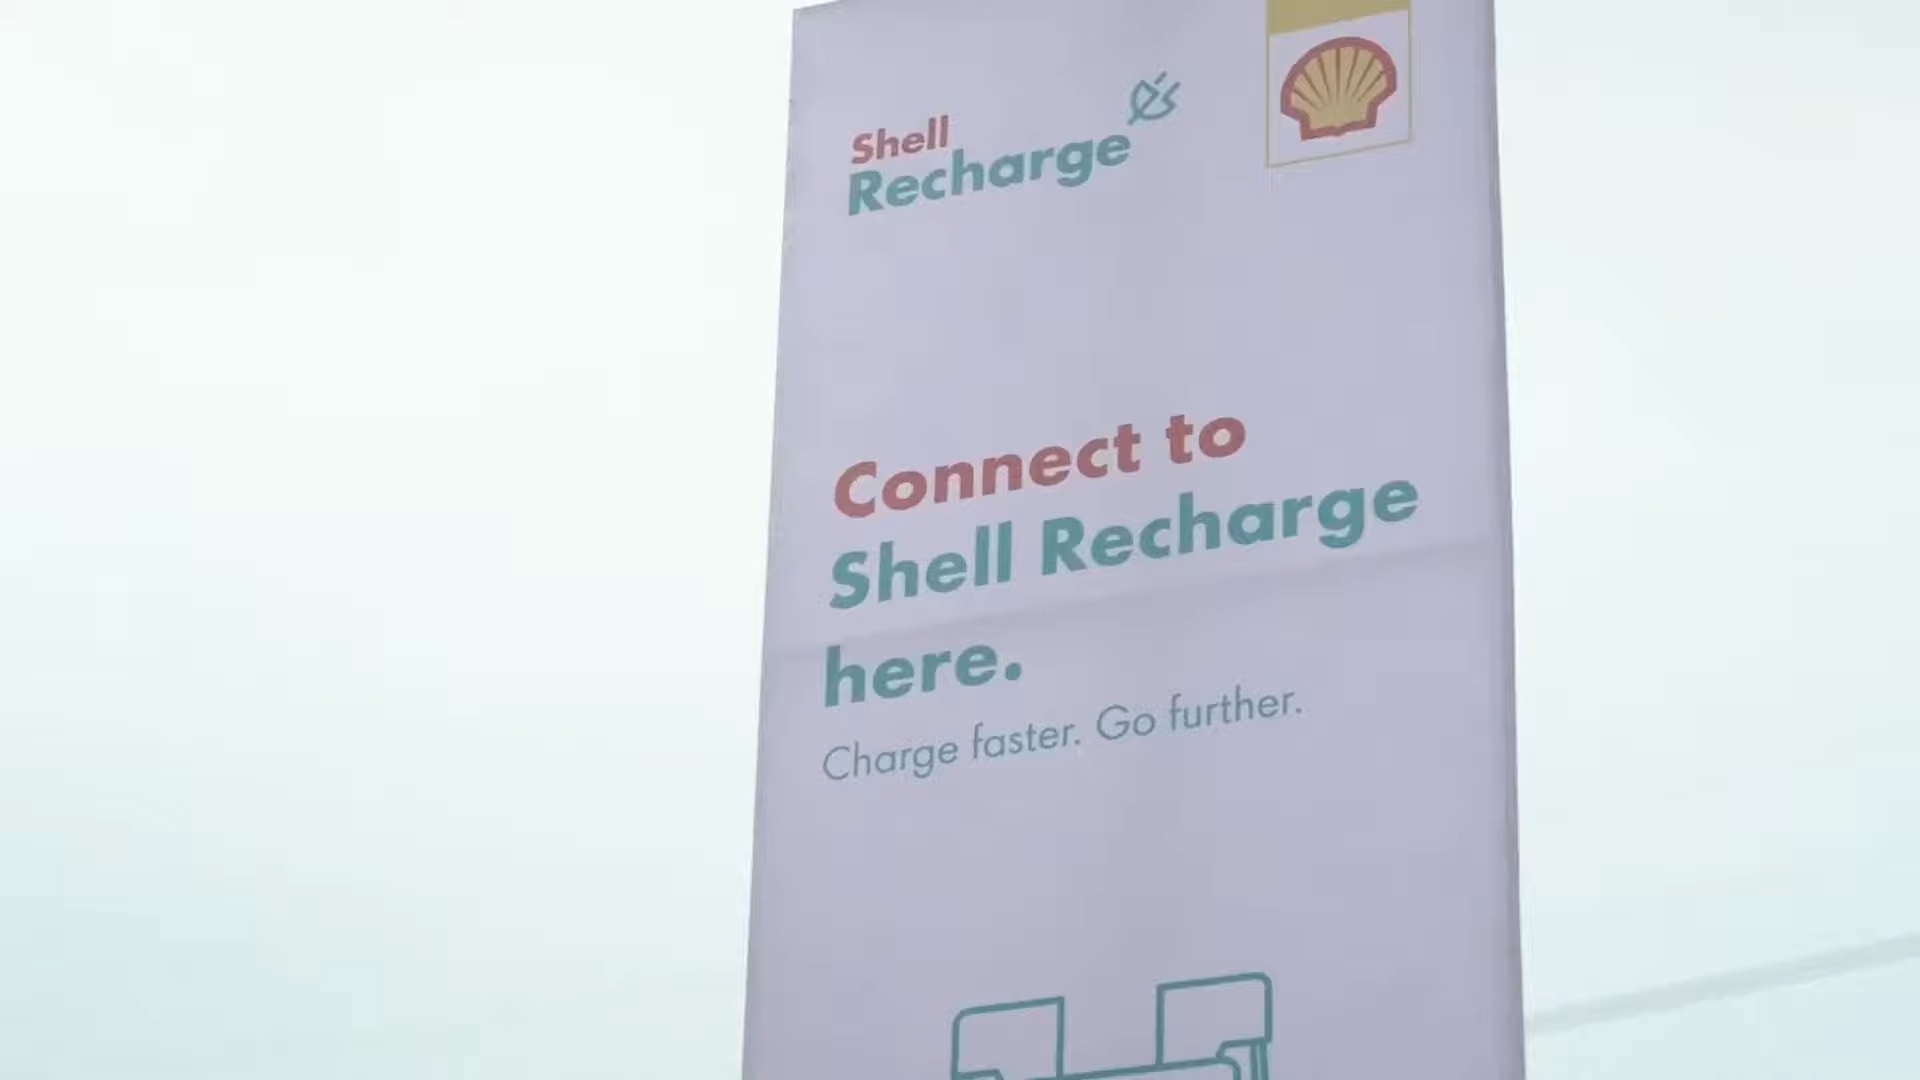 Shell
Recharge
Connect to
Shell Recharge
here.
Charge faster. Go further.